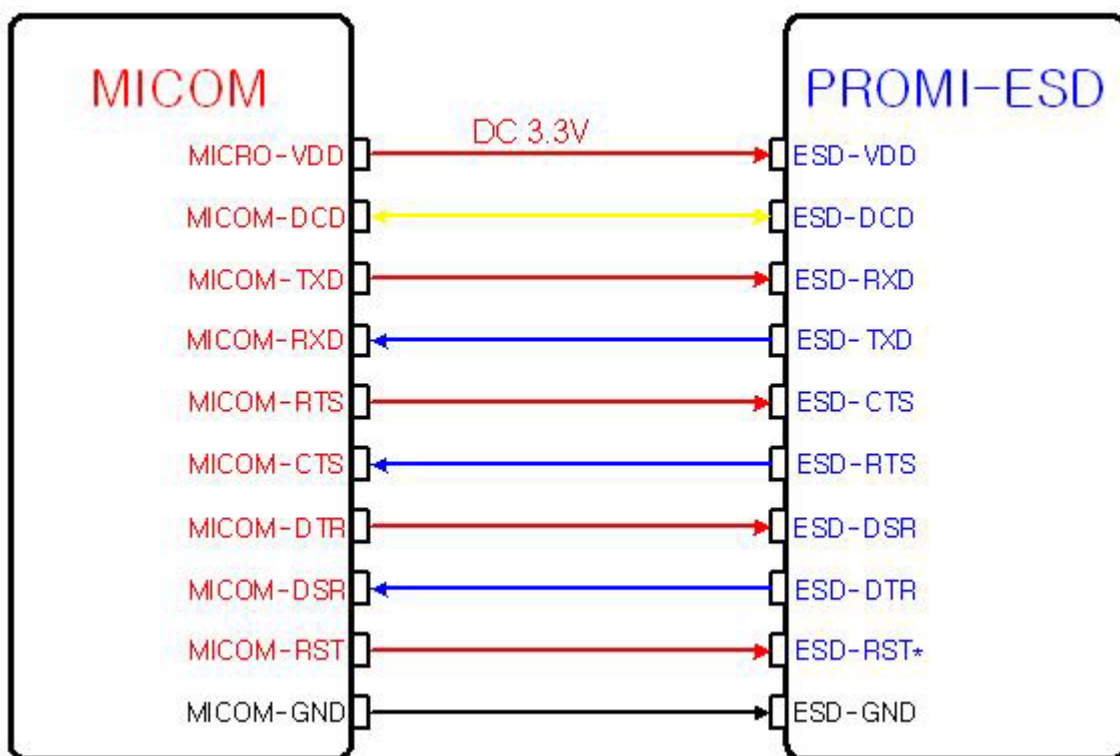 MICOM PROMI-ESD
DC 3.3V
MICRO-VDD ESD-VDD
MICOM-DCD ESD-DCD
MICOM-TXD ESD-RXD
MICOM-RXD ESD-TXD
MICOM-RTS ESD-CTS
MICOM-CTS ESD-RTS
MICOM-DTR ESD-DSR
MICOM-DSR ESD-DTR
MICOM-RST ESD-RST*
MICOM-GND ESD-GND